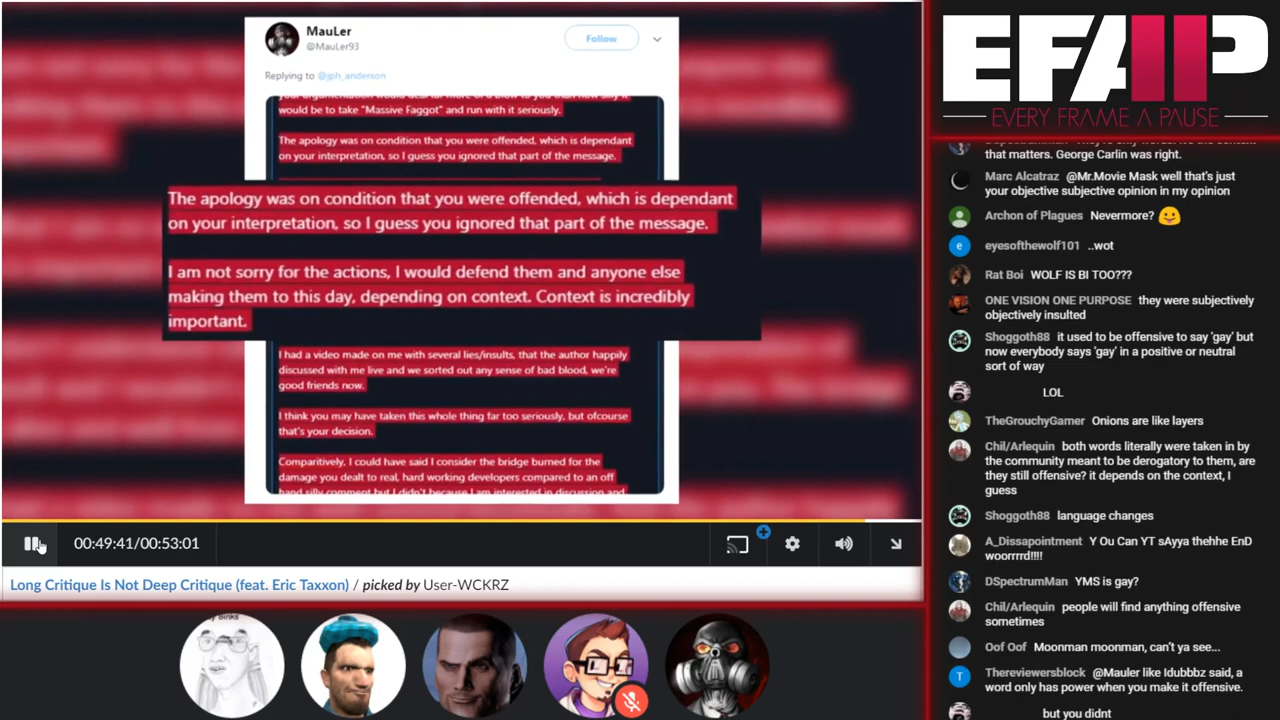 MauLer
@MauLer93
Follow
Replying to @jph_anderson
would be to take "Massive Faggot" and run with it seriously.
The apology was on condition that you were offended, which is dependant
on your interpretation, so I guess you ignored that part of the message.
The apology was on condition that you were offended, which is dependant
on your interpretation, so I guess you ignored that part of the message.
I am not sorry for the actions, I would defend them and anyone else
making them to this day, depending on context. Context is incredibly
important.
I had a video made on me with several lies/insults, that the author happily
discussed with me live and we sorted out any sense of bad blood, we're
good friends now.
I think you may have taken this whole thing far too seriously, but ofcourse
that's your decision.
Comparitively, I could have said I consider the bridge burned for the
damage you dealt to real, hard working developers compared to an off
hand silly comment but I didn't because I am interested in discussion and
00:49:41/00:53:01
Long Critique Is Not Deep Critique (feat. Eric Taxxon) / picked by User-WCKRZ
EFAP
EVERY FRAME A PAUSE
that matters. George Carlin was right.
Marc Alcatraz @Mr.Movie Mask well that's just
your objective subjective opinion in my opinion
Archon of Plagues Nevermore? 😀
eyesofthewolf101 ..wot
Rat Boi WOLF IS BI TOO???
ONE VISION ONE PURPOSE they were subjectively
objectively insulted
Shoggoth88 it used to be offensive to say 'gay' but
now everybody says 'gay' in a positive or neutral
sort of way
LOL
TheGrouchyGamer Onions are like layers
Chil/Arlequin both words literally were taken in by
the community meant to be derogatory to them, are
they still offensive? it depends on the context, I
guess
Shoggoth88 language changes
A_Dissapointment Y Ou Can YT sAyya thehhe EnD
woorrrrd!!!!
DSpectrumMan YMS is gay?
Chil/Arlequin people will find anything offensive
sometimes
Oof Oof Moonman moonman, can't ya see...
Thereviewersblock @Mauler like Idubbbz said, a
word only has power when you make it offensive.
but you didnt